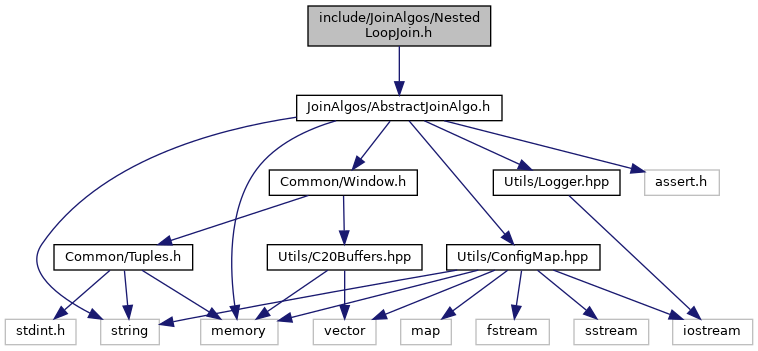 include/JoinAlgos/Nested
LoopJoin.h
JoinAlgos/AbstractJoinAlgo.h
Common/Window.h
Utils/Logger.hpp
assert.h
Common/Tuples.h
Utils/C20Buffers.hpp
Utils/ConfigMap.hpp
stdint.h
string
memory
vector
map
fstream
sstream
iostream